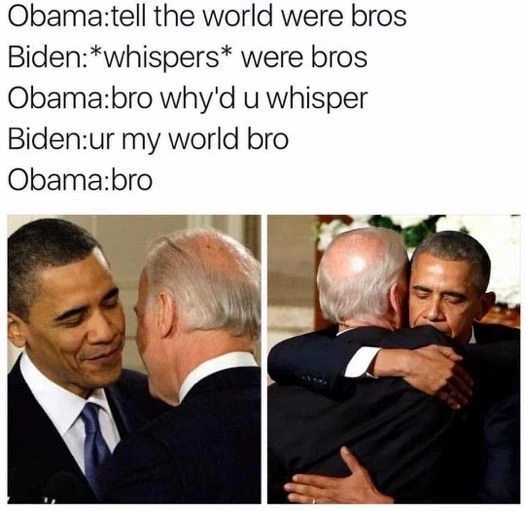 Obama:tell the world were bros
Biden:*whispers* were bros
Obama:bro why'd u whisper
Biden:ur my world bro
Obama:bro